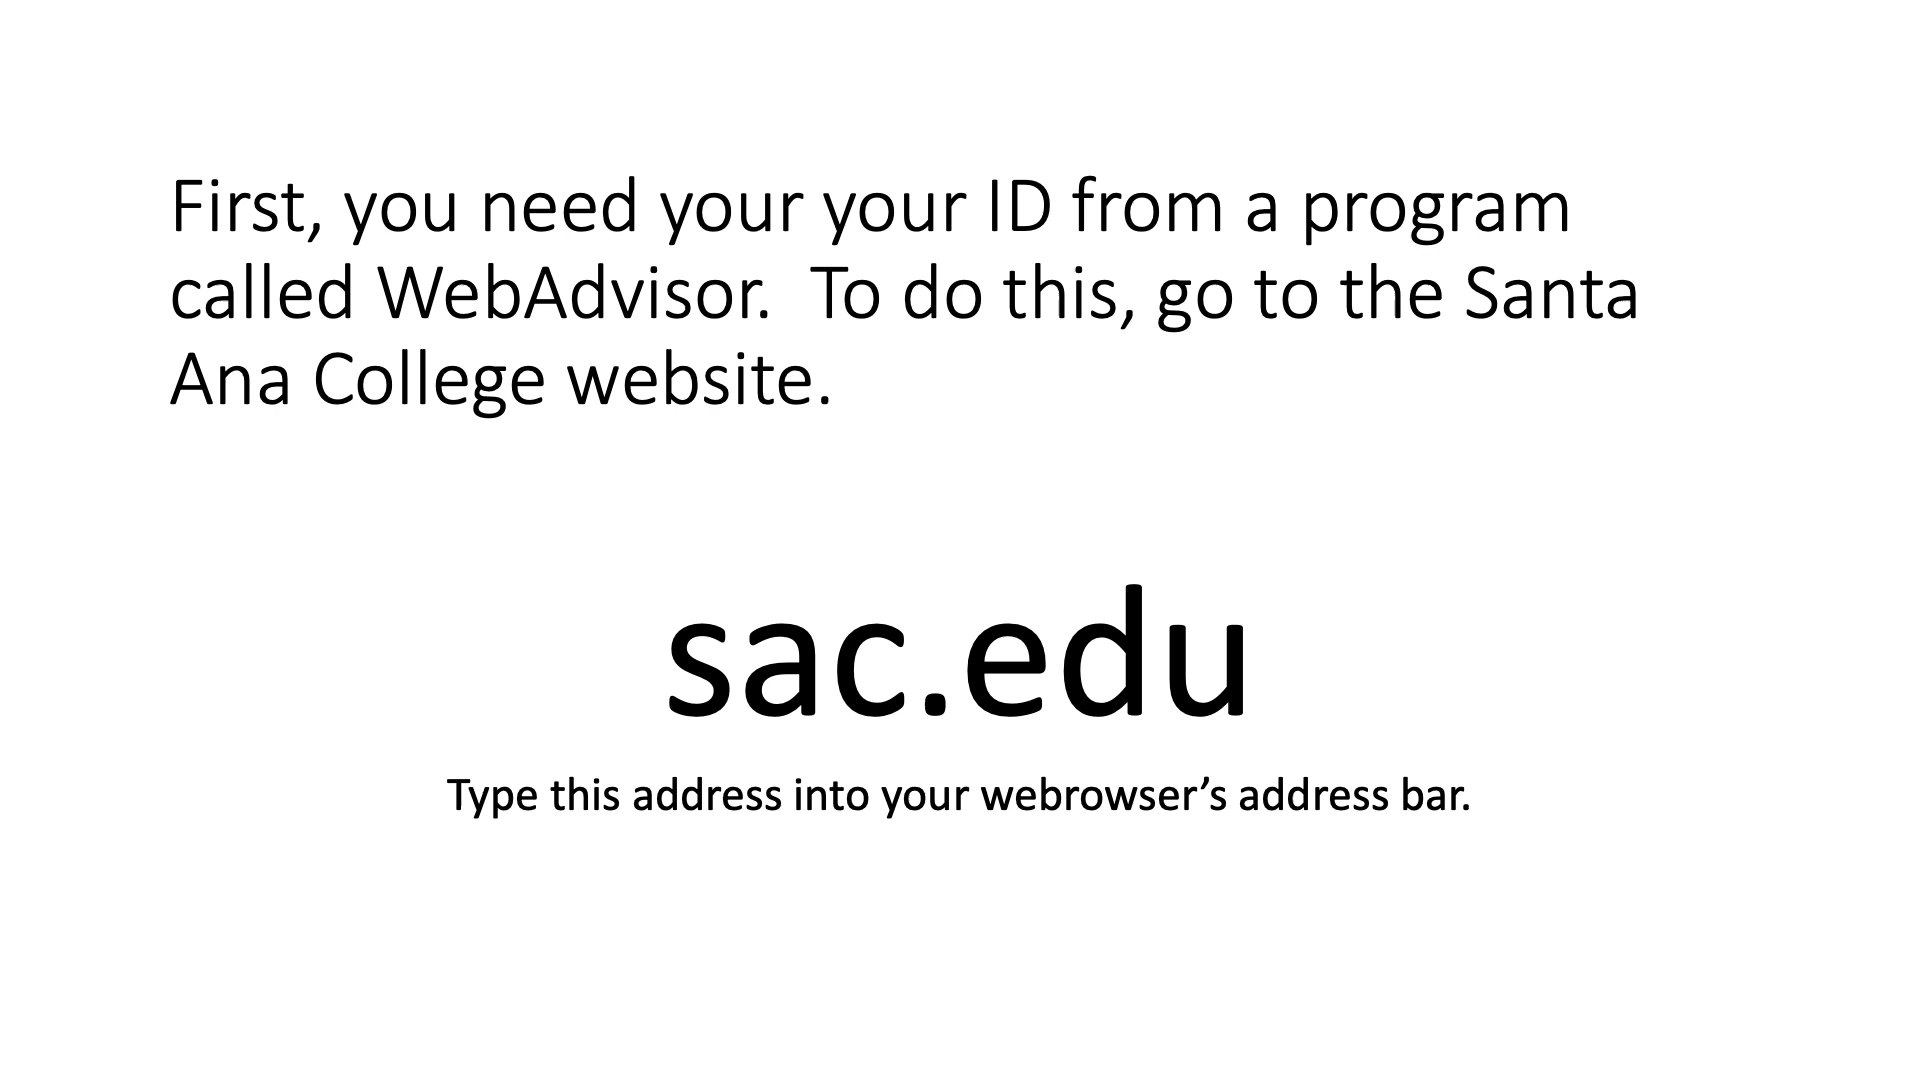 First, you need your your ID from a program
called WebAdvisor.  To do this, go to the Santa
Ana College website.
sac.edu
Type this address into your webrowser’s address bar.